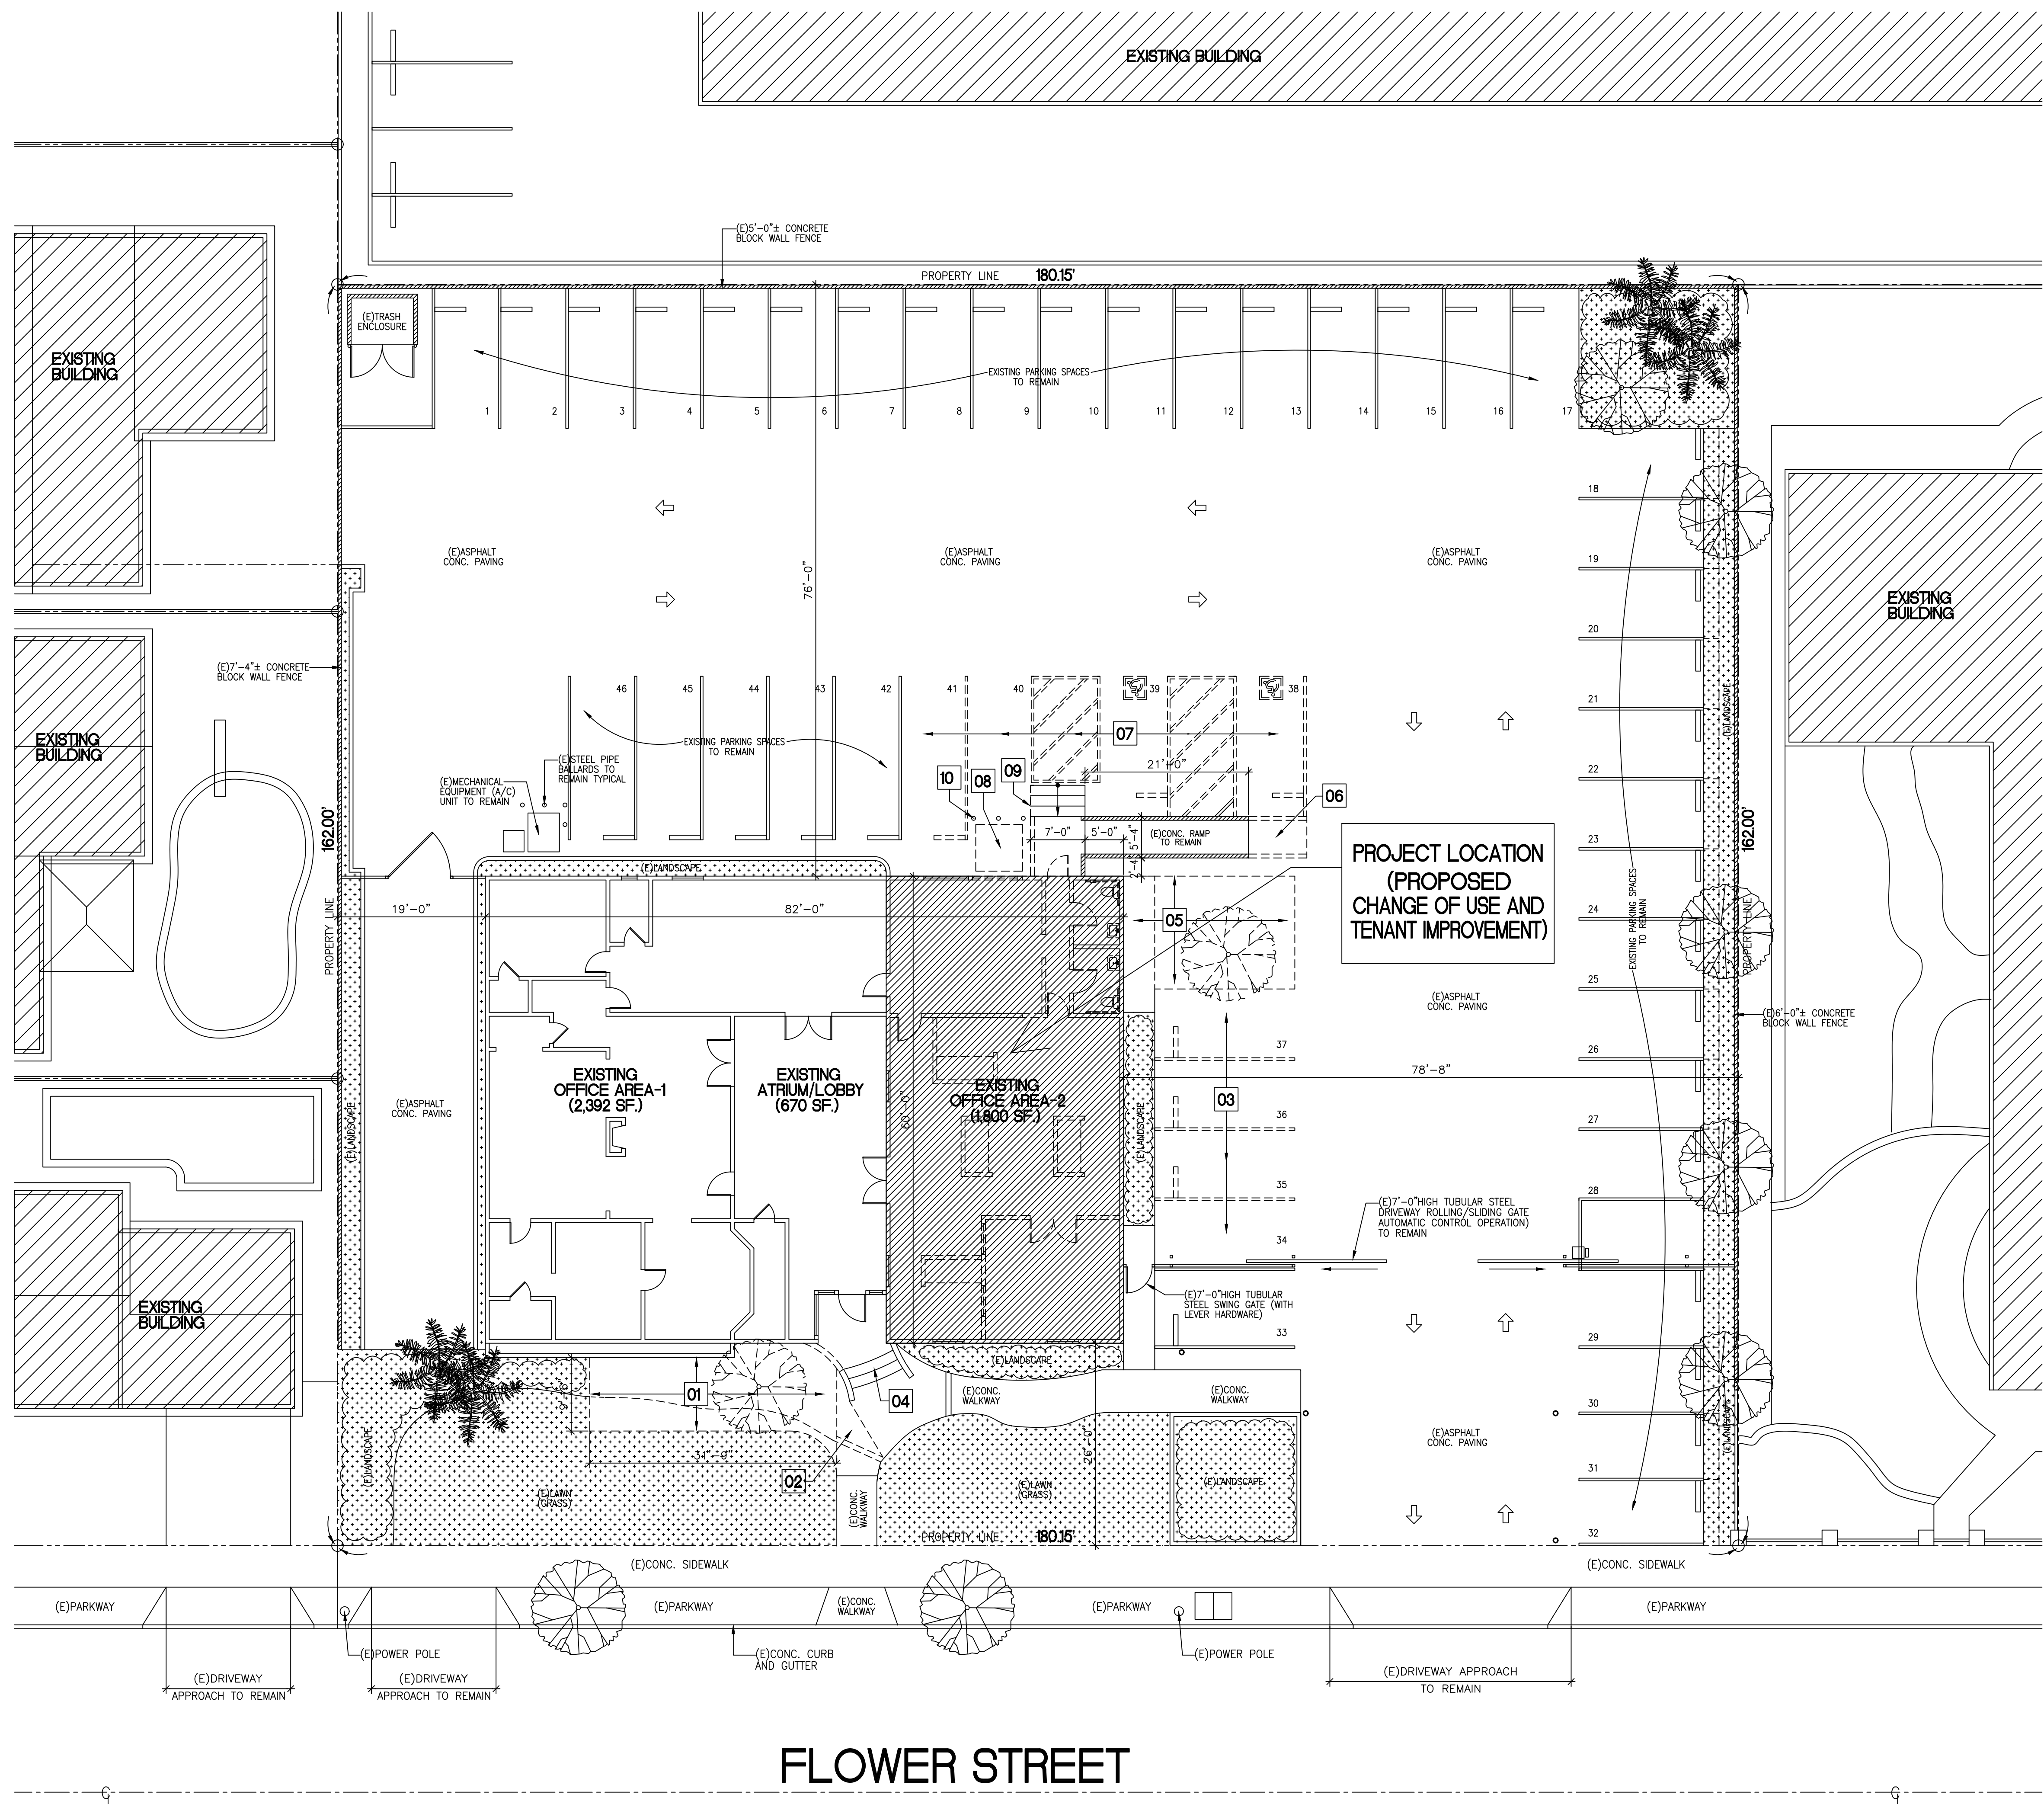 EXISTING BUILDING
(E)5'-0"± CONCRETE
BLOCK WALL FENCE
PROPERTY LINE 180.15'
(E)TRASH
ENCLOSURE
EXISTING
BUILDING
EXISTING PARKING SPACES
TO REMAIN
1 2 3 4 5 6 7 8 9 10 11 12 13 14 15 16 17
18
(E)ASPHALT
CONC. PAVING
(E)ASPHALT
CONC. PAVING
(E)ASPHALT
CONC. PAVING
19
76'-0"
EXISTING
BUILDING
20
(E)7'-4"± CONCRETE
BLOCK WALL FENCE
46 45 44 43 42 41 40 39 38
21
(E)LANDSCAPE
EXISTING
BUILDING
EXISTING PARKING SPACES
TO REMAIN
07
(E)STEEL PIPE
BALLARDS TO
REMAIN TYPICAL
(E)MECHANICAL
EQUIPMENT (A/C)
UNIT TO REMAIN
10 08 09
21'-0"
22
06
162.00'
162.00'
7'-0" 5'-0"
5'-4"
2'-4"
(E)CONC. RAMP
TO REMAIN
23
PROJECT LOCATION
(PROPOSED
CHANGE OF USE AND
TENANT IMPROVEMENT)
(E)LANDSCAPE
19'-0" 82'-0"
05
24
PROPERTY LINE
EXISTING PARKING SPACES
TO REMAIN
PROPERTY LINE
25
(E)ASPHALT
CONC. PAVING
(E)6'-0"± CONCRETE
BLOCK WALL FENCE
37
26
EXISTING
OFFICE AREA-1
(2,392 SF.)
EXISTING
ATRIUM/LOBBY
(670 SF.)
EXISTING
OFFICE AREA-2
(1,800 SF.)
78'-8"
03
60'-0"
(E)ASPHALT
CONC. PAVING
36
27
(E)LANDSCAPE
(E)LANDSCAPE
35
28
(E)7'-0"HIGH TUBULAR STEEL
DRIVEWAY ROLLING/SLIDING GATE
AUTOMATIC CONTROL OPERATION)
TO REMAIN
34
EXISTING
BUILDING
(E)7'-0"HIGH TUBULAR
STEEL SWING GATE (WITH
LEVER HARDWARE)
33
29
(E)LANDSCAPE
01
04
(E)CONC.
WALKWAY
(E)CONC.
WALKWAY
30
9'-6"
(E)LANDSCAPE
(E)LANDSCAPE
(E)ASPHALT
CONC. PAVING
31'-9"
26'-0"
02
31
(E)LAWN
(GRASS)
(E)CONC.
WALKWAY
(E)LAWN
(GRASS)
(E)LANDSCAPE
PROPERTY LINE 180.15'
32
(E)CONC. SIDEWALK
(E)CONC. SIDEWALK
(E)PARKWAY
(E)PARKWAY
(E)CONC.
WALKWAY
(E)PARKWAY
(E)PARKWAY
(E)POWER POLE
(E)CONC. CURB
AND GUTTER
(E)POWER POLE
(E)DRIVEWAY
APPROACH TO REMAIN
(E)DRIVEWAY
APPROACH TO REMAIN
(E)DRIVEWAY APPROACH
TO REMAIN
FLOWER STREET